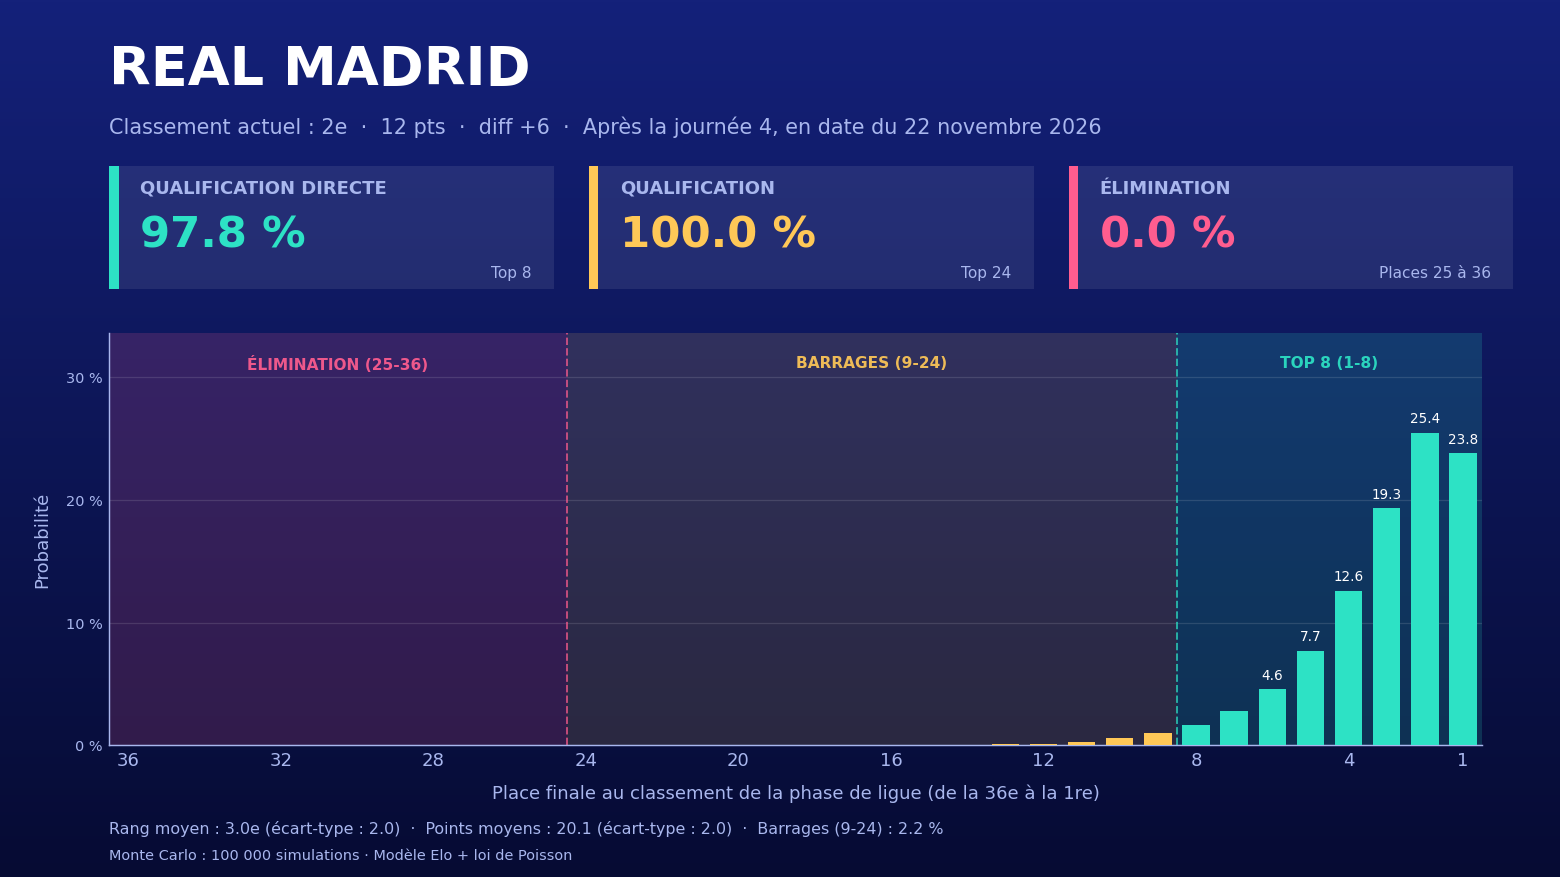 REAL MADRID
Classement actuel : 2e · 12 pts · diff +6 · Après la journée 4, en date du 22 novembre 2026
QUALIFICATION DIRECTE
97.8 %
Top 8
QUALIFICATION
100.0 %
Top 24
ÉLIMINATION
0.0 %
Places 25 à 36
ÉLIMINATION (25-36)
BARRAGES (9-24)
TOP 8 (1-8)
Probabilité
30 %
20 %
10 %
0 %
4.6
7.7
12.6
19.3
25.4
23.8
36 32 28 24 20 16 12 8 4 1
Place finale au classement de la phase de ligue (de la 36e à la 1re)
Rang moyen : 3.0e (écart-type : 2.0) · Points moyens : 20.1 (écart-type : 2.0) · Barrages (9-24) : 2.2 %
Monte Carlo : 100 000 simulations · Modèle Elo + loi de Poisson